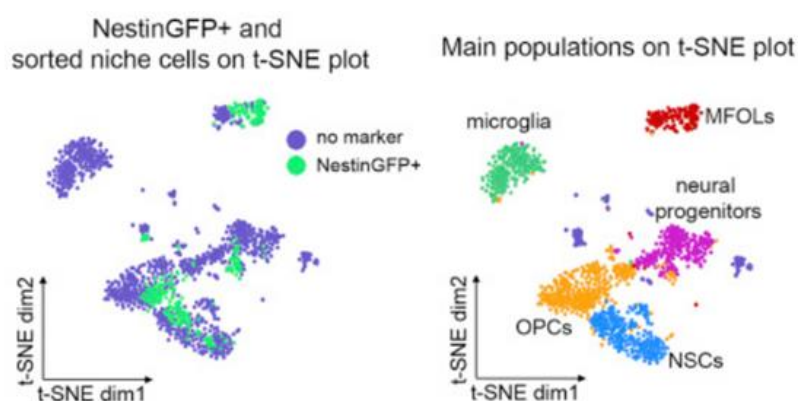 NestinGFP+ and
sorted niche cells on t-SNE plot
no marker
NestinGFP+
t-SNE dim2
t-SNE dim1
Main populations on t-SNE plot
microglia
MFOLs
neural
progenitors
OPCs
NSCs
t-SNE dim2
t-SNE dim1